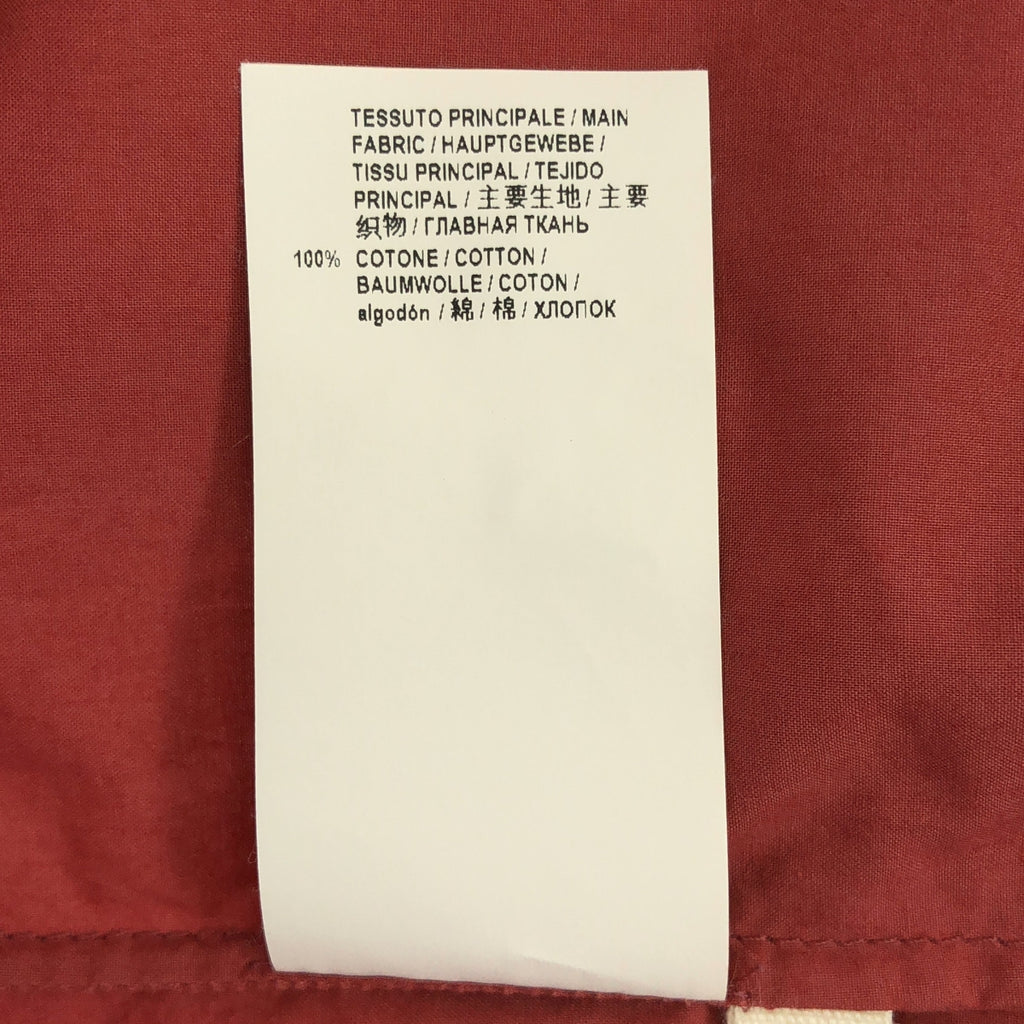 TESSUTO PRINCIPALE / MAIN
FABRIC / HAUPTGEWEBE /
TISSU PRINCIPAL / TEJIDO
PRINCIPAL / 主要生地 / 主要
织物 / ГЛАВНАЯ ТКАНЬ
100% COTONE / COTTON /
BAUMWOLLE / COTON /
algodón / 綿 / 棉 / ХЛОПОК